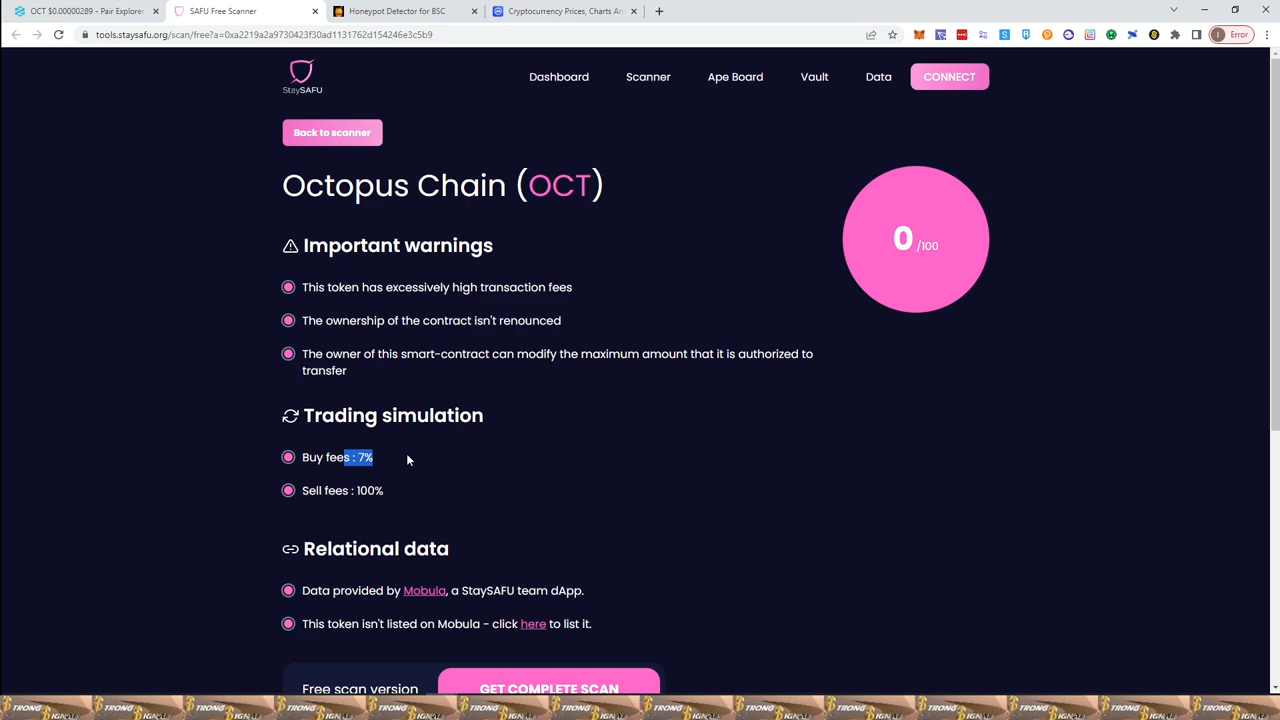 OCT $0.00000289 - Pair Explorer
SAFU Free Scanner
Honeypot Detector for BSC
Cryptocurrency Prices, Charts An
tools.staysafu.org/scan/free?a=0xa2219a2a9730423f30ad1131762d154246e3c5b9
Error
StaySAFU
Dashboard
Scanner
Ape Board
Vault
Data
CONNECT
Back to scanner
Octopus Chain (OCT)
0 /100
Important warnings
This token has excessively high transaction fees
The ownership of the contract isn't renounced
The owner of this smart-contract can modify the maximum amount that it is authorized to
transfer
Trading simulation
Buy fees : 7%
Sell fees : 100%
Relational data
Data provided by Mobula, a StaySAFU team dApp.
This token isn't listed on Mobula - click here to list it.
Free scan version
GET COMPLETE SCAN